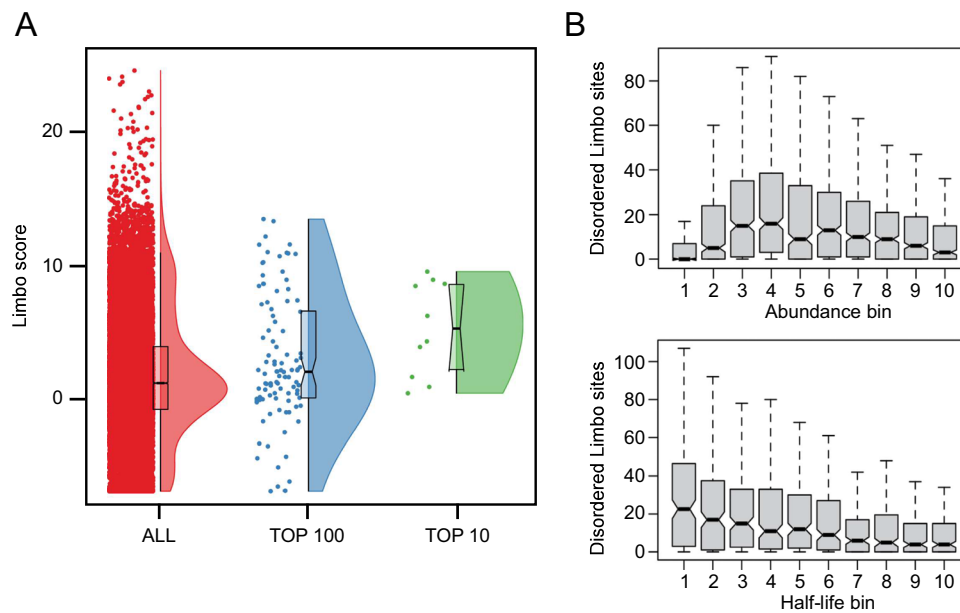 A
Limbo score
20
10
0
ALL
TOP 100
TOP 10
B
Disordered Limbo sites
80
60
40
20
0
1 2 3 4 5 6 7 8 9 10
Abundance bin
Disordered Limbo sites
100
80
60
40
20
0
1 2 3 4 5 6 7 8 9 10
Half-life bin